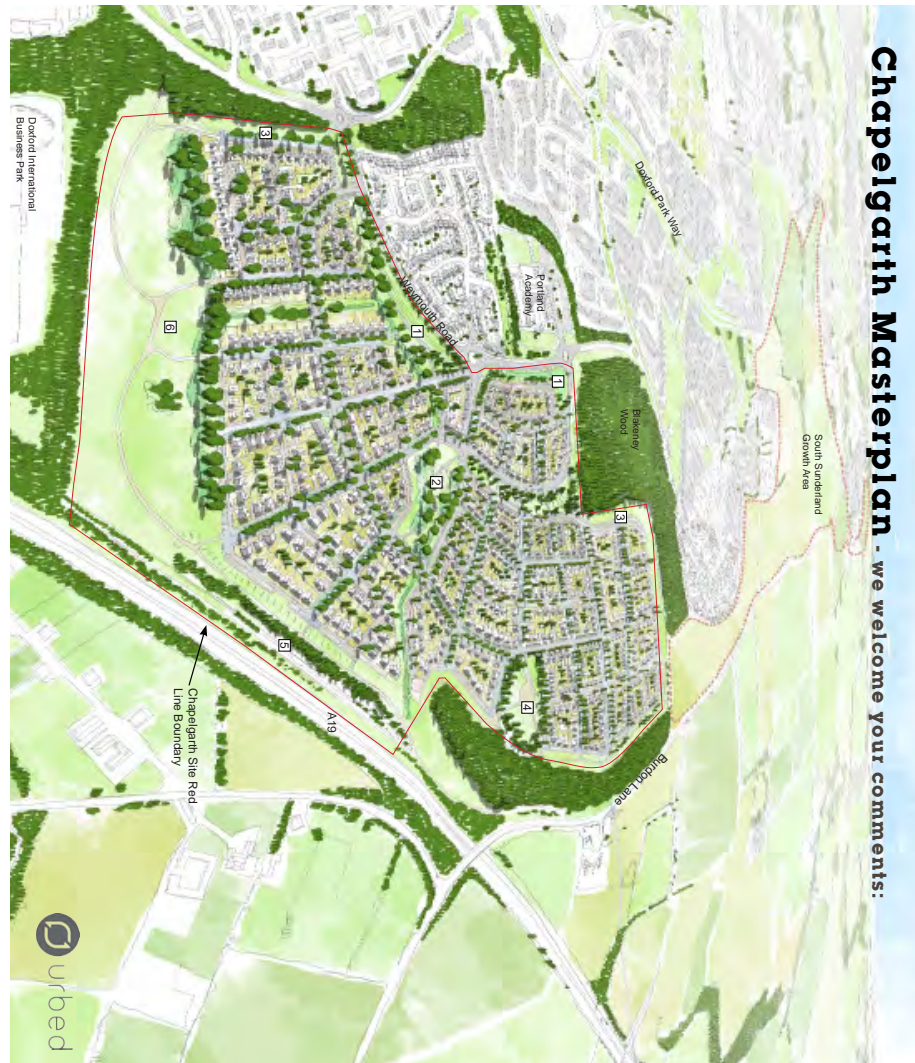 Chapelgarth Masterplan - we welcome your comments:
South Sunderland
Growth Area
Doxford Park Way
Portland
Academy
Blakeney
Wood
Burdon Lane
Weymouth Road
1
1
3
3
2
4
6
5
A19
Chapelgarth Site Red
Line Boundary
Doxford International
Business Park
urbed